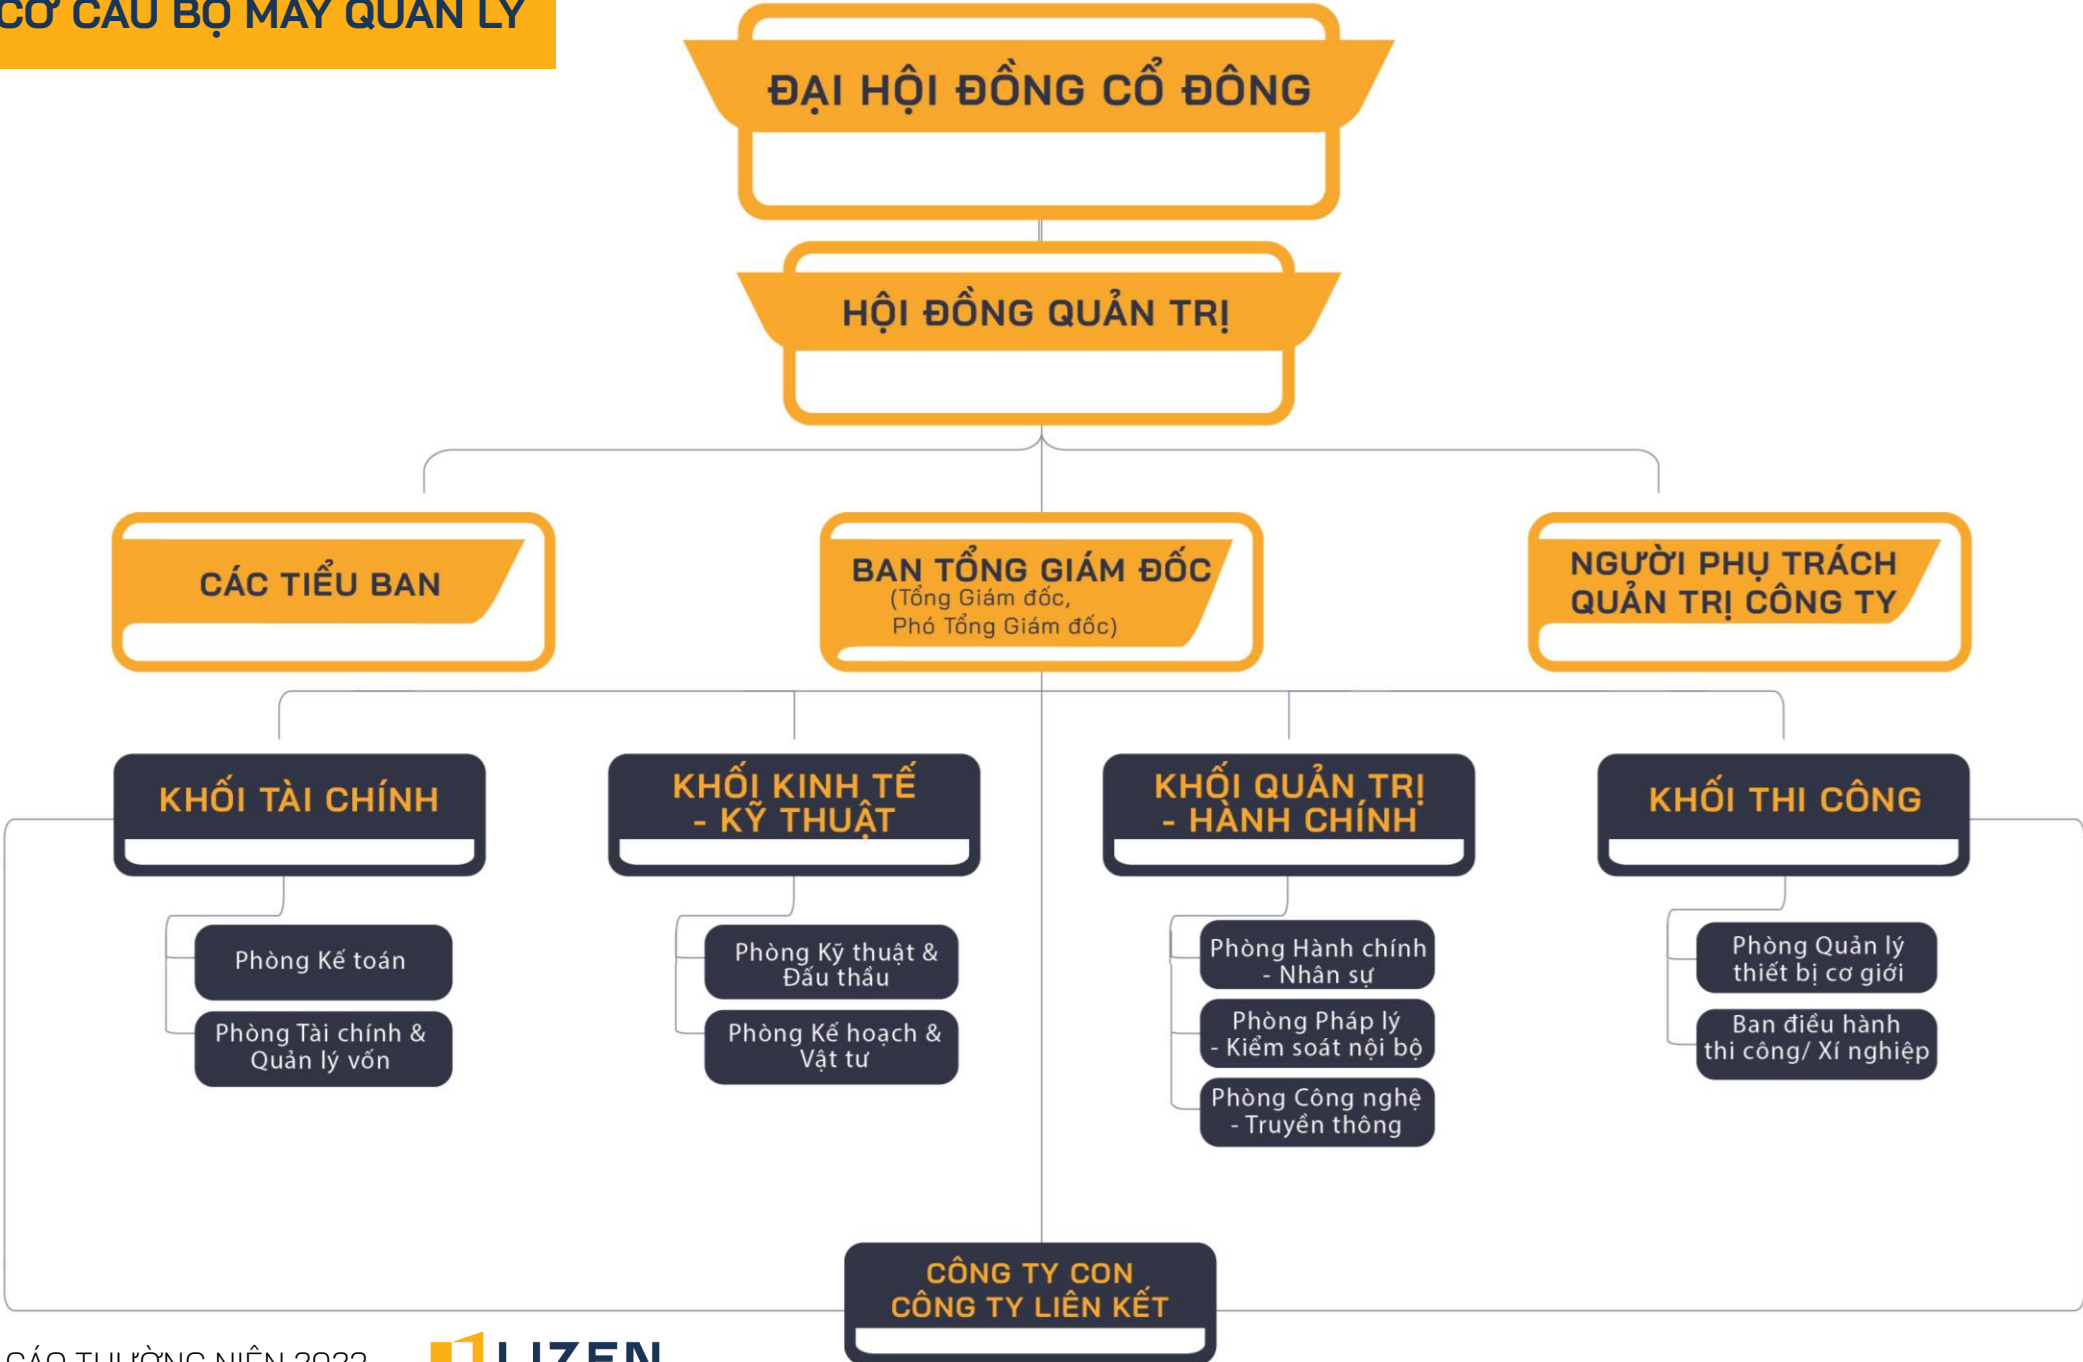 CƠ CẤU BỘ MÁY QUẢN LÝ
ĐẠI HỘI ĐỒNG CỔ ĐÔNG
HỘI ĐỒNG QUẢN TRỊ
CÁC TIỂU BAN
BAN TỔNG GIÁM ĐỐC
(Tổng Giám đốc,
Phó Tổng Giám đốc)
NGƯỜI PHỤ TRÁCH
QUẢN TRỊ CÔNG TY
KHỐI TÀI CHÍNH
KHỐI KINH TẾ
- KỸ THUẬT
KHỐI QUẢN TRỊ
- HÀNH CHÍNH
KHỐI THI CÔNG
Phòng Kế toán
Phòng Tài chính &
Quản lý vốn
Phòng Kỹ thuật &
Đấu thầu
Phòng Kế hoạch &
Vật tư
Phòng Hành chính
- Nhân sự
Phòng Pháp lý
- Kiểm soát nội bộ
Phòng Công nghệ
- Truyền thông
Phòng Quản lý
thiết bị cơ giới
Ban điều hành
thi công/ Xí nghiệp
CÔNG TY CON
CÔNG TY LIÊN KẾT
CÁO THƯỜNG NIÊN 2022
LIZEN